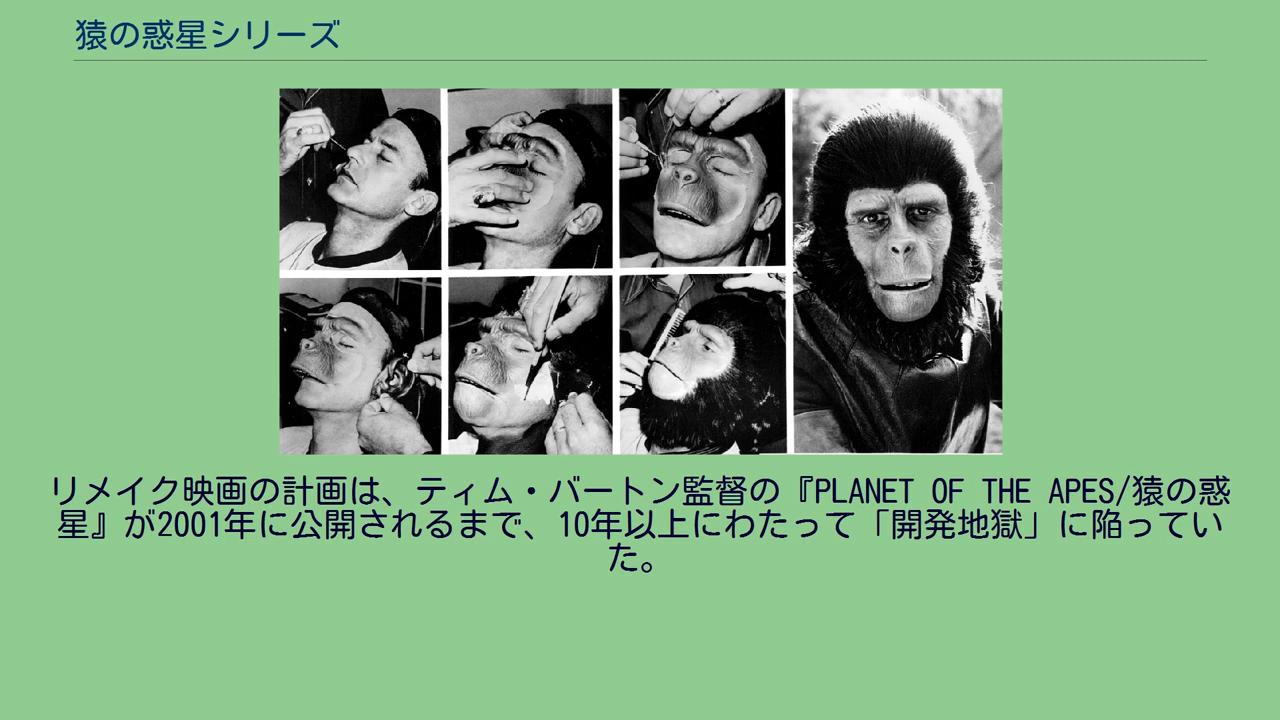 猿の惑星シリーズ
リメイク映画の計画は、ティム・バートン監督の『PLANET OF THE APES/猿の惑
星』が2001年に公開されるまで、10年以上にわたって「開発地獄」に陥ってい
た。